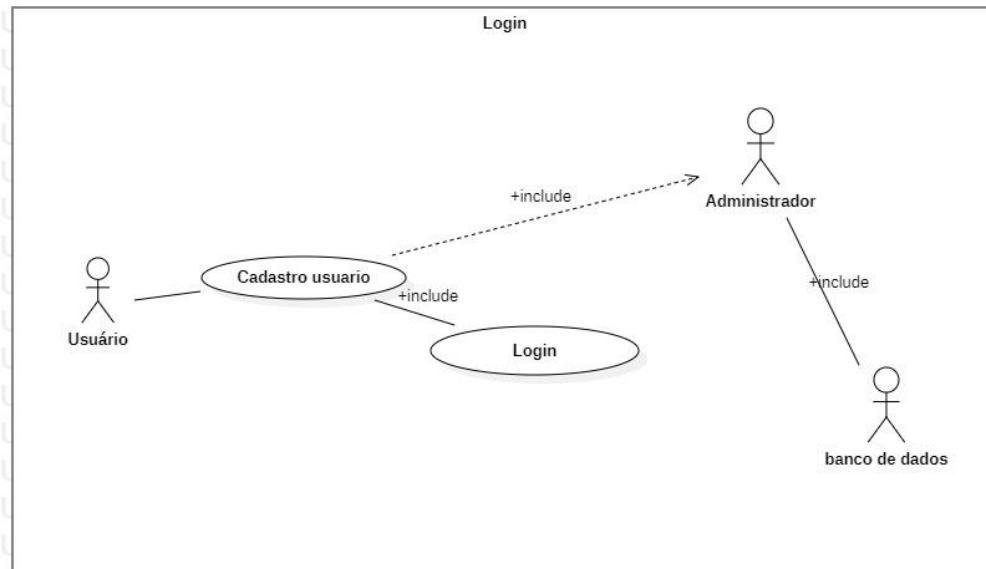 Login
Administrador
+include
Cadastro usuario
+include
+include
Usuário
Login
banco de dados